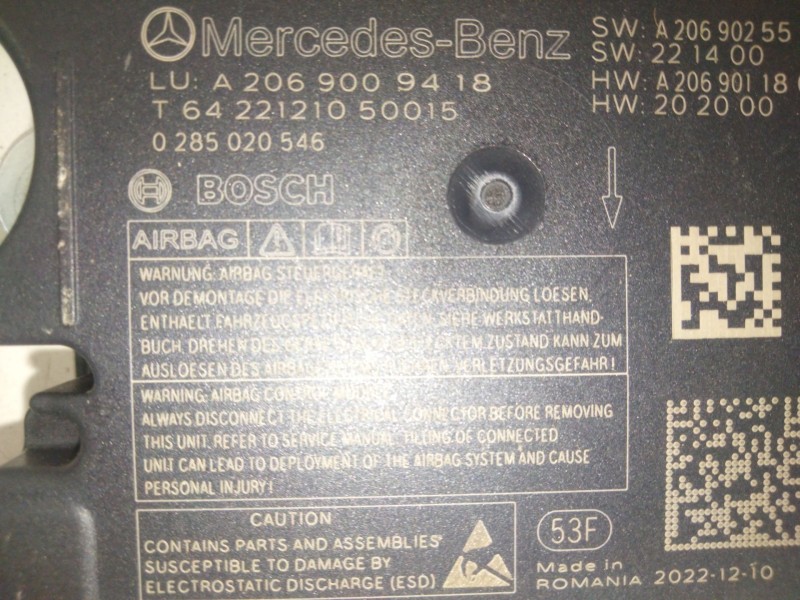 Mercedes-Benz
LU: A 206 900 94 18
T 64 221210 50015
0 285 020 546
SW: A 206 902 55
SW: 22 14 00
HW: A 206 901 18
HW: 20 20 00
BOSCH
AIRBAG
WARNUNG: AIRBAG
VOR DEMONTAGE DIE STECKVERBINDUNG LOESEN.
ENTHAELT SIEHE WERKSTATTHAND-
BUCH. DREHEN DES ZUSTAND KANN ZUM
AUSLOESEN DES VERLETZUNGSGEFAHR!
WARNING: AIRBAG CONTROL
ALWAYS DISCONNECT THE ELECTRICAL CONNECTOR BEFORE REMOVING
THIS UNIT. REFER TO SERVICE MANUAL. TILLING OF CONNECTED
UNIT CAN LEAD TO DEPLOYMENT OF THE AIRBAG SYSTEM AND CAUSE
PERSONAL INJURY!
CAUTION
CONTAINS PARTS AND ASSEMBLIES
SUSCEPTIBLE TO DAMAGE BY
ELECTROSTATIC DISCHARGE (ESD)
53F
Made in
ROMANIA 2022-12-10